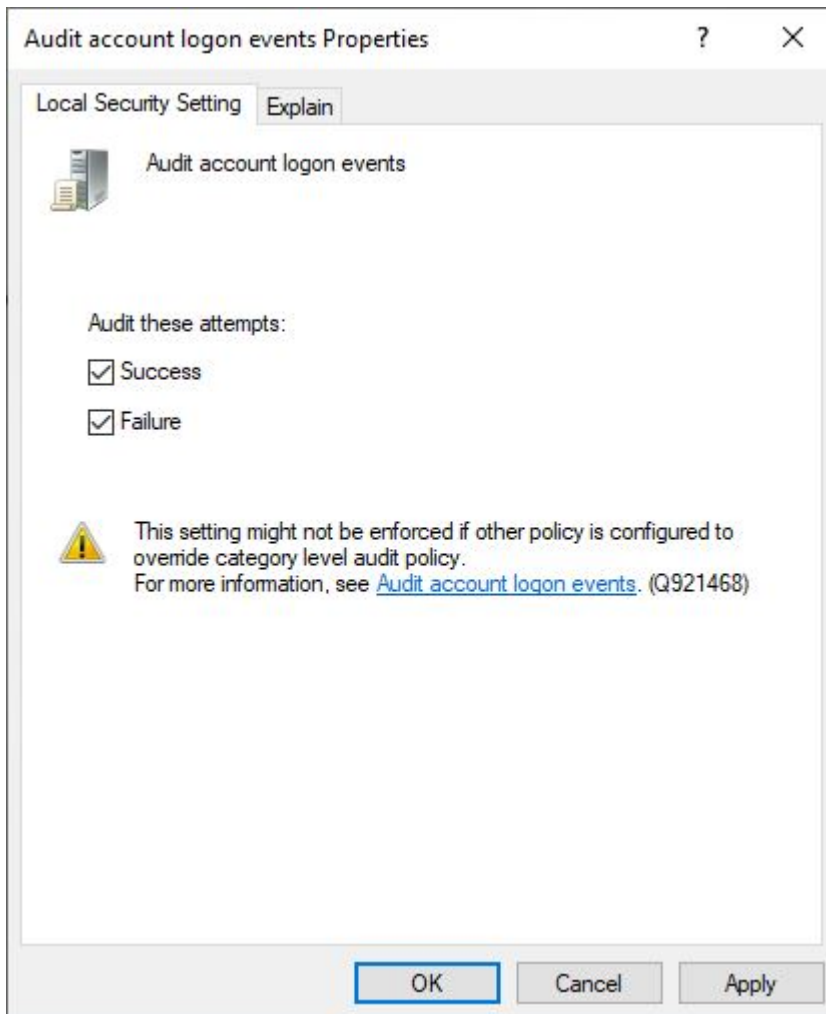 Audit account logon events Properties
?
Local Security Setting
Explain
Audit account logon events
Audit these attempts:
Success
Failure
This setting might not be enforced if other policy is configured to
override category level audit policy.
For more information, see Audit account logon events. (Q921468)
OK
Cancel
Apply